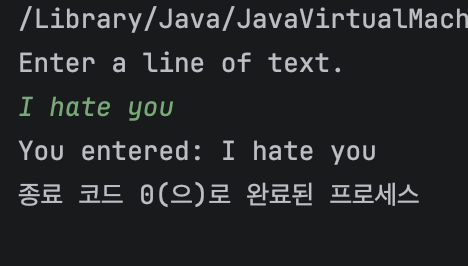 /Library/Java/JavaVirtualMach
Enter a line of text.
I hate you
You entered: I hate you
종료 코드 0(으)로 완료된 프로세스